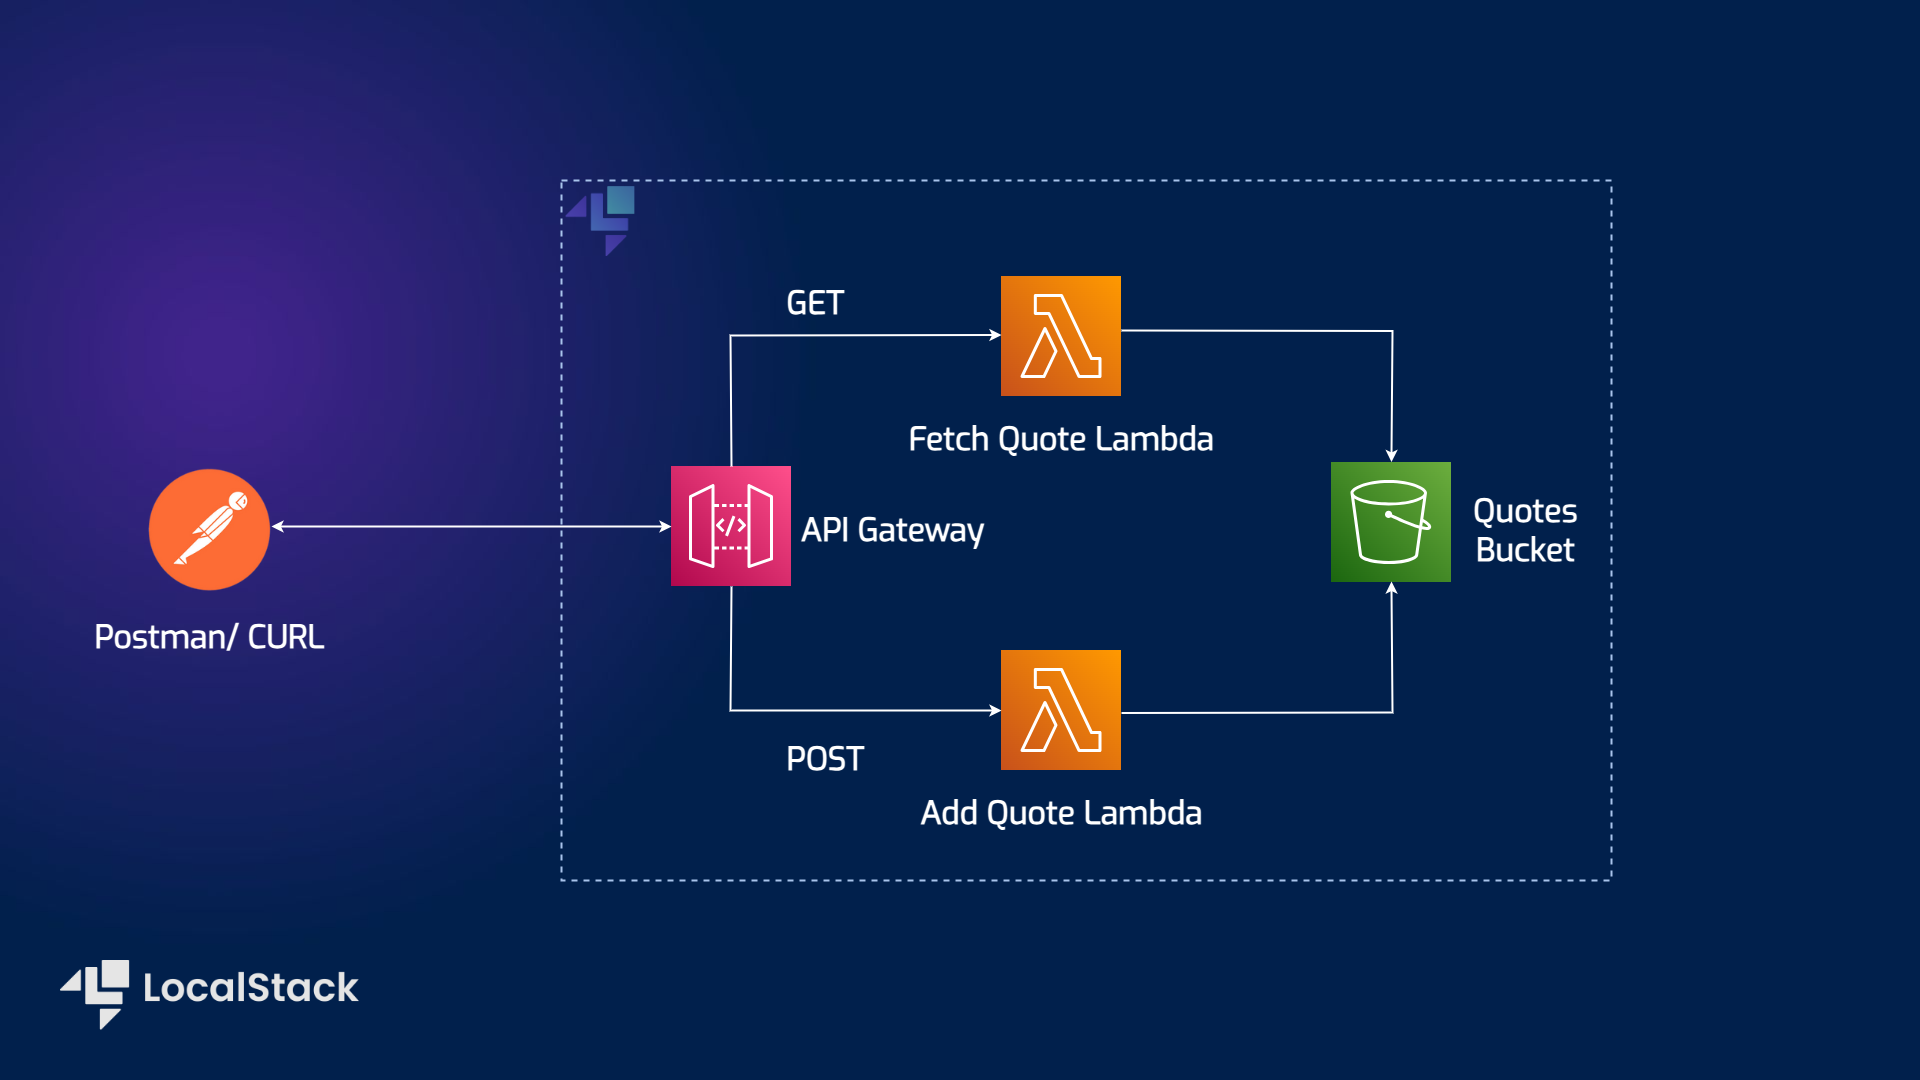 GET
Fetch Quote Lambda
Quotes
Bucket
API Gateway
</>
Postman/ CURL
POST
Add Quote Lambda
LocalStack